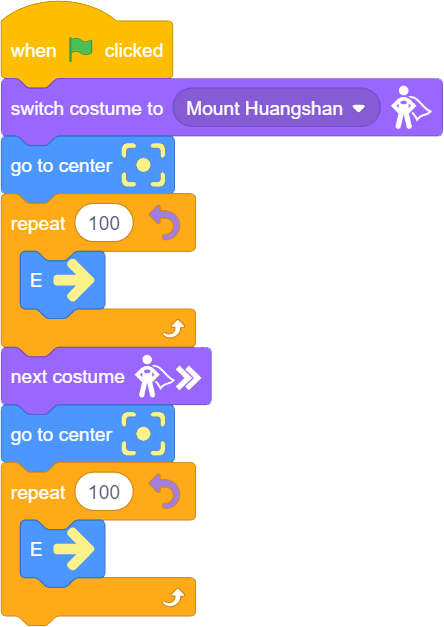 when clicked
switch costume to Mount Huangshan
go to center
repeat 100
E
next costume
go to center
repeat 100
E